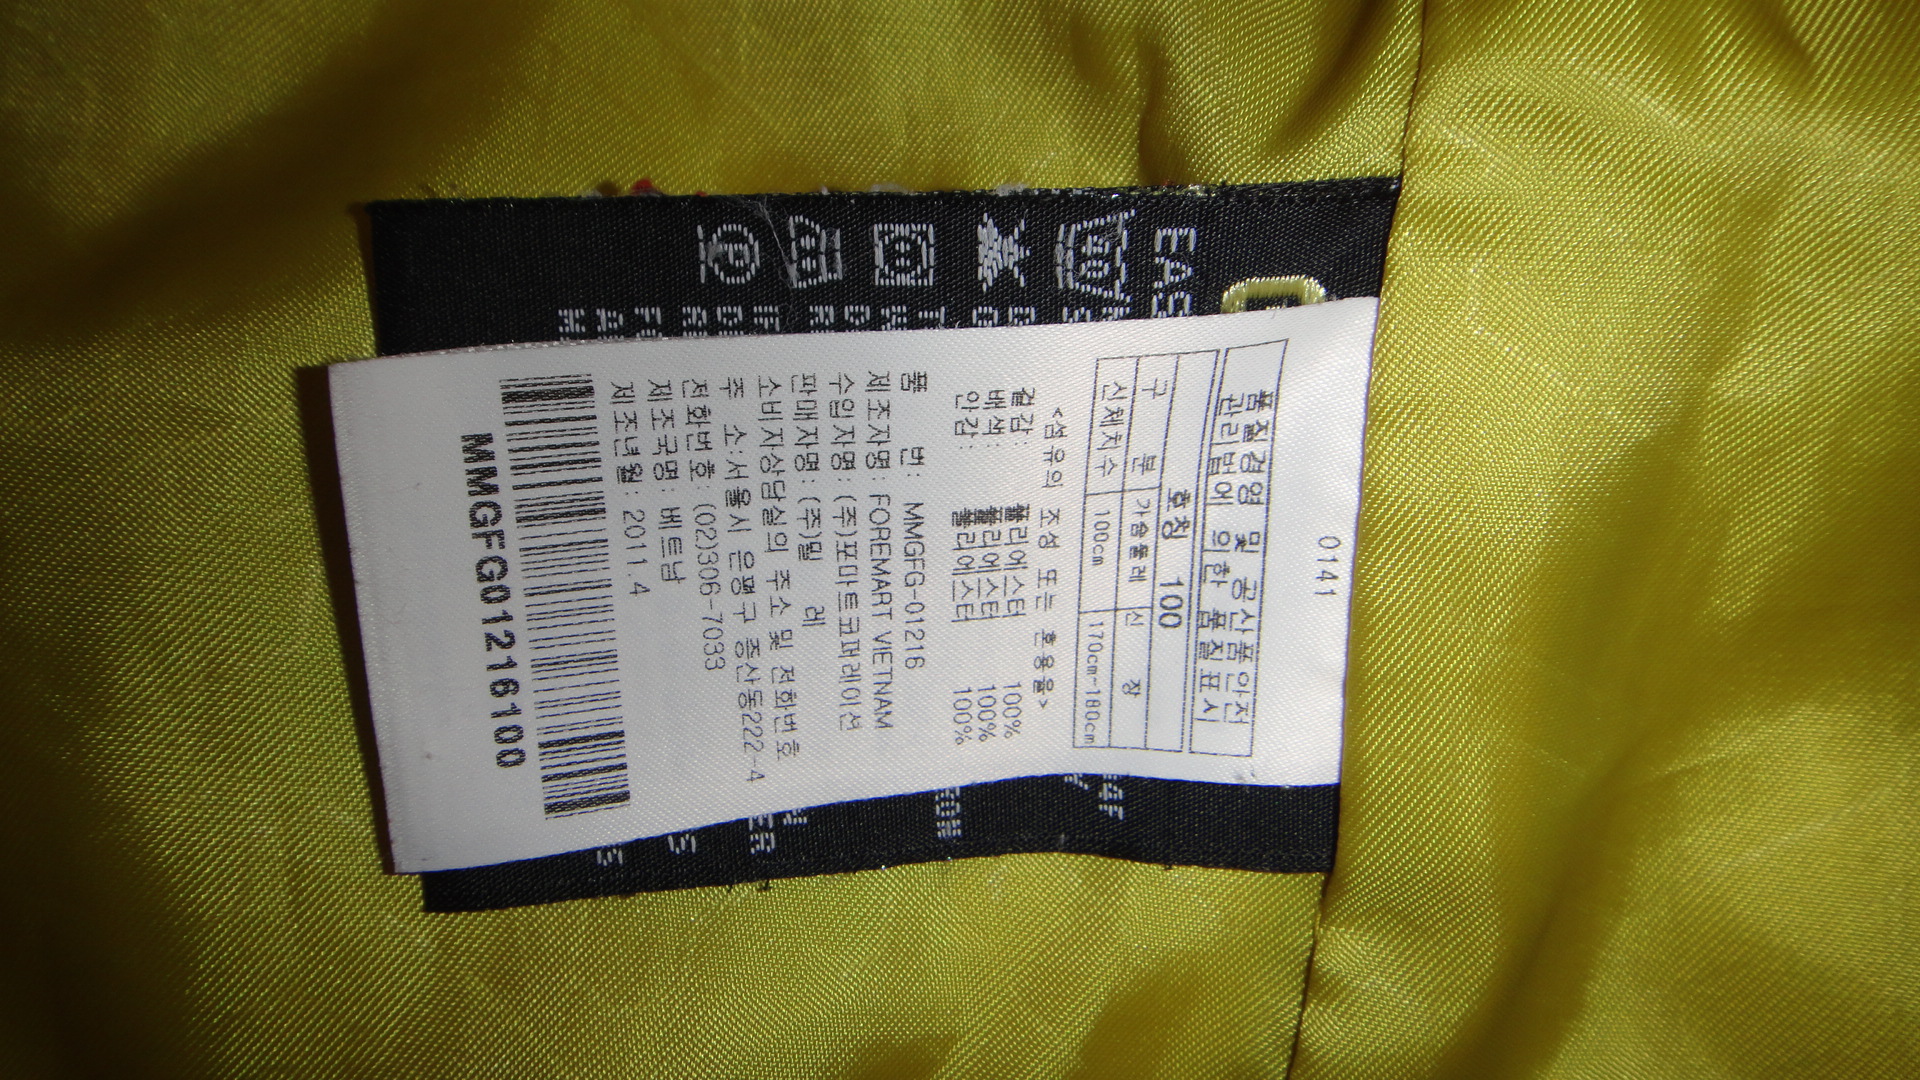 0141
품질경영 및 공산품안전
관리법에 의한 품질표시
호칭 100
구 분 가슴둘레 신 장
신체치수 100cm 170cm~180cm
<섬유의 조성 또는 혼용율>
겉감: 폴리에스터 100%
배색: 폴리에스터 100%
안감: 폴리에스터 100%
품 번: MMGFG-01216
제조자명: FOREMART VIETNAM
수입자명: (주)포마트코퍼레이션
판매자명: (주)밀 레
소비자상담실의 주소 및 전화번호
주 소:서울시 은평구 증산동222-4
전화번호: (02)306-7033
제조국명: 베트남
제조년월: 2011.4
MMGFG01216100
EAS
40